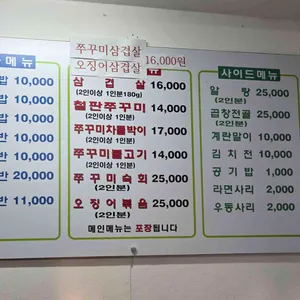 메뉴
밥 10,000
밥 10,000
밥 10,000
밥 10,000
밥 10,000
밥 20,000
밥 11,000
쭈꾸미삼겹살
오징어삼겹살 16,000원
뉴
삼겹살 16,000
(2인이상 1인분180g)
철판쭈꾸미 14,000
(2인이상 1인분)
쭈꾸미차돌박이 17,000
(2인이상 1인분)
쭈꾸미불고기 14,000
(2인이상 1인분)
쭈꾸미숙회 25,000
(2인분)
오징어볶음 25,000
(2인분)
메인메뉴는 포장됩니다
사이드메뉴
알탕 25,000
(2인분)
곱창전골 25,000
(2인분)
계란말이 10,000
김치전 10,000
공기밥 1,000
라면사리 2,000
우동사리 2,000